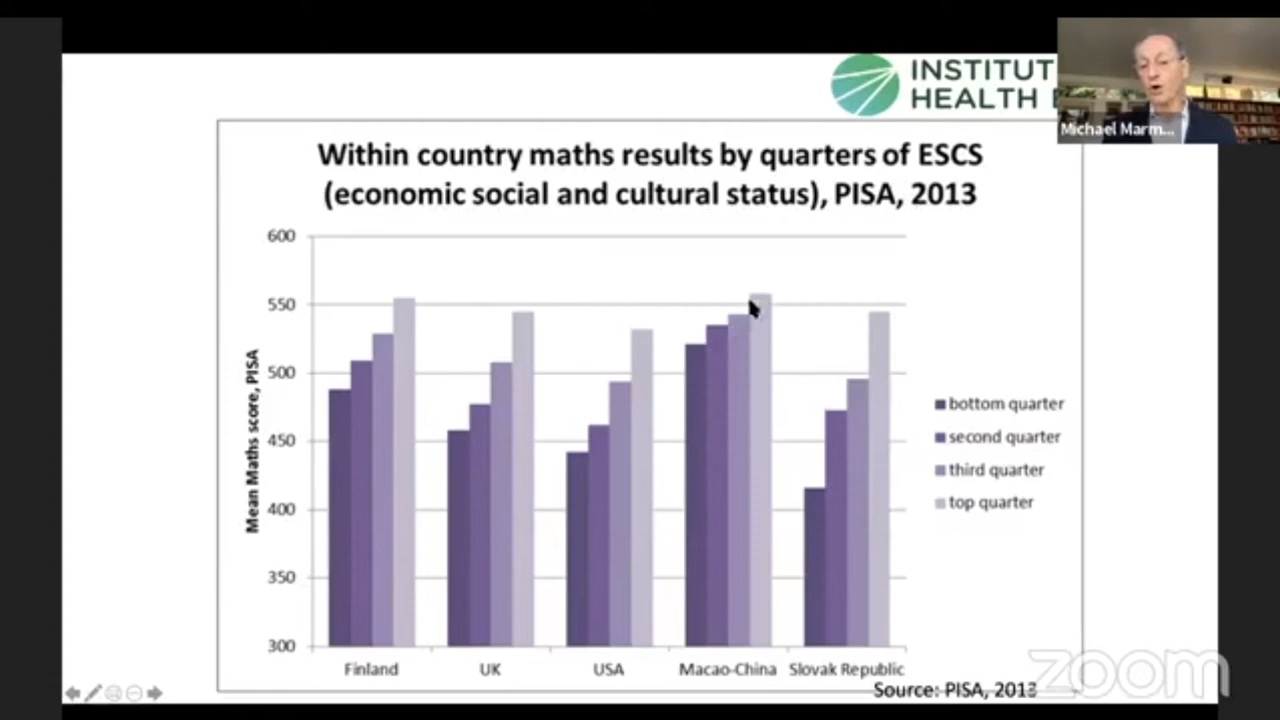 INSTITUT
HEALTH
Michael Marm...
Within country maths results by quarters of ESCS
(economic social and cultural status), PISA, 2013
Mean Maths score, PISA
600
550
500
450
400
350
300
Finland UK USA Macao-China Slovak Republic
bottom quarter
second quarter
third quarter
top quarter
Source: PISA, 2013
zoom